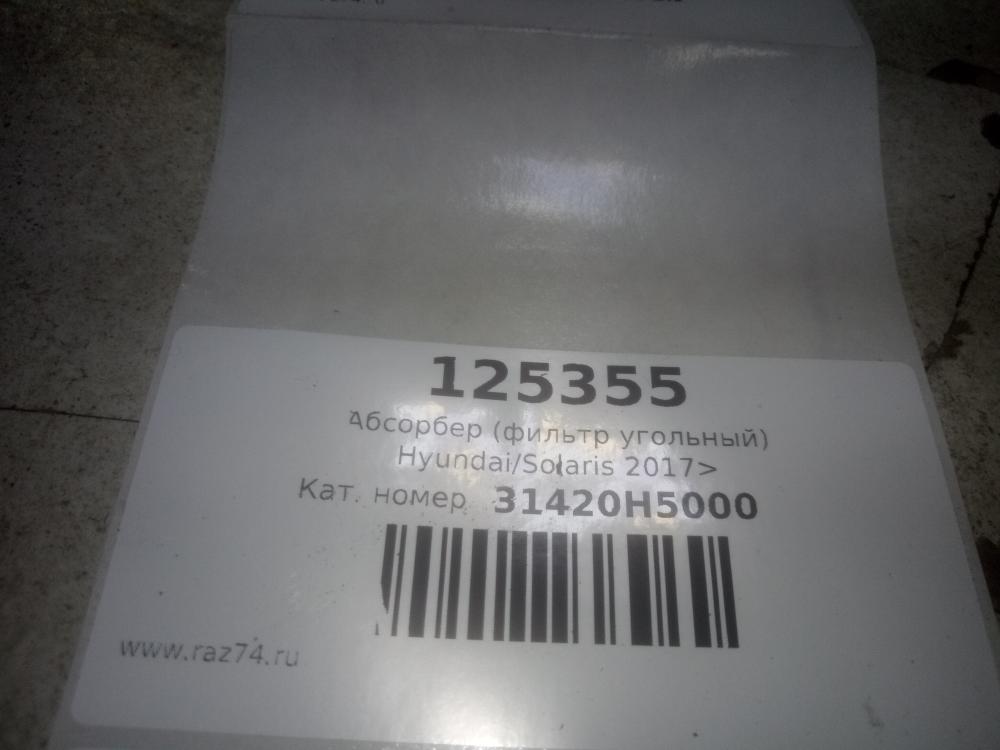 125355
Абсорбер (фильтр угольный)
Hyundai/Solaris 2017>
Кат. номер 31420H5000
www.raz74.ru